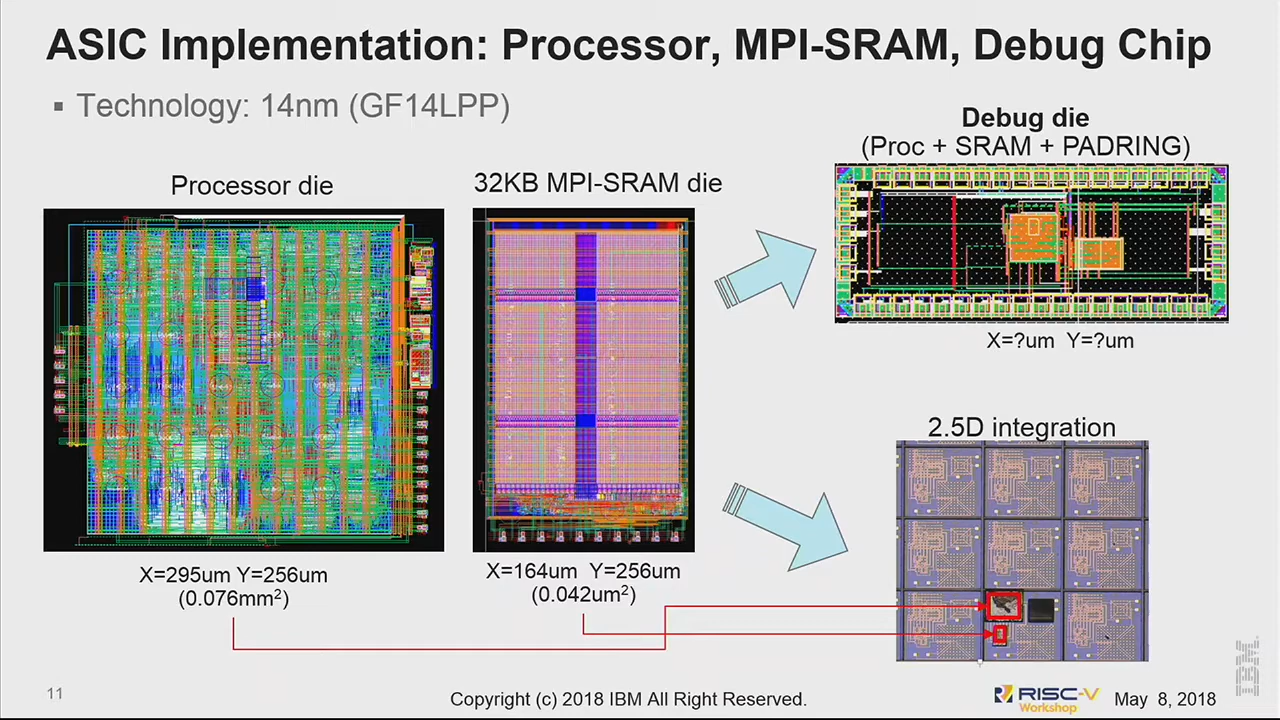 ASIC Implementation: Processor, MPI-SRAM, Debug Chip
▪ Technology: 14nm (GF14LPP)
Debug die
(Proc + SRAM + PADRING)
Processor die
32KB MPI-SRAM die
X=?um Y=?um
2.5D integration
X=295um Y=256um
(0.076mm²)
X=164um Y=256um
(0.042um²)
11
Copyright (c) 2018 IBM All Right Reserved.
RISC-V
Workshop
May 8, 2018
IBM